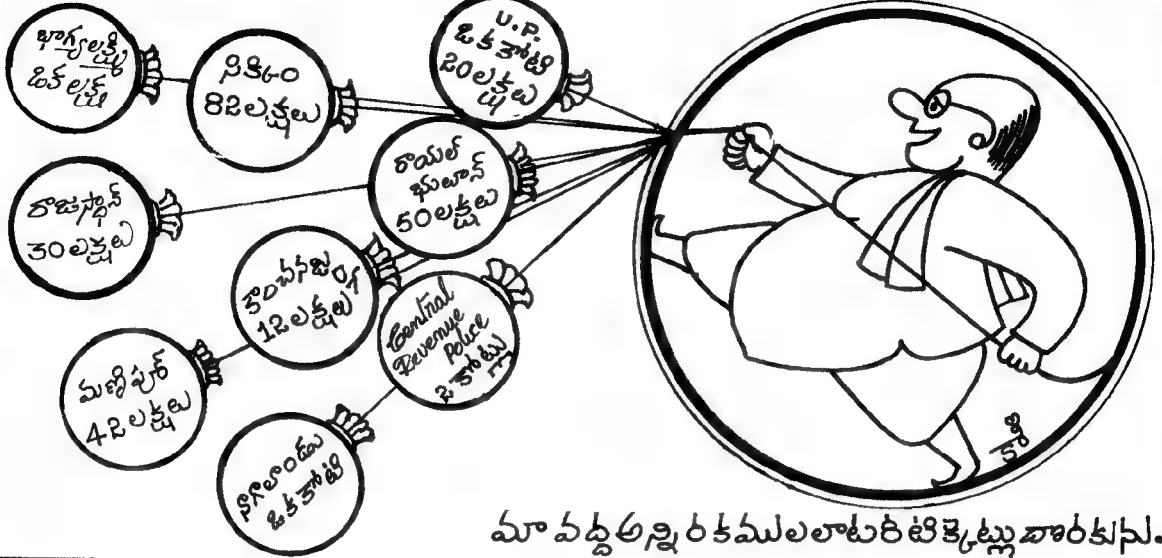 భాగ్యలక్ష్మి
ఒక లక్ష
సిక్కిం
82 లక్షలు
U.P.
ఒక కోటి
20 లక్షలు
రాజస్థాన్
30 లక్షలు
రాయల్
భుటాన్
50 లక్షలు
కాంచనజుంగ
12 లక్షలు
Central
Revenue
Police
2 కోట్లు
మణిపూర్
42 లక్షలు
నాగాలాండు
ఒక కోటి
మా వద్ద అన్ని రకముల లాటరి టిక్కెట్లు దొరకును.